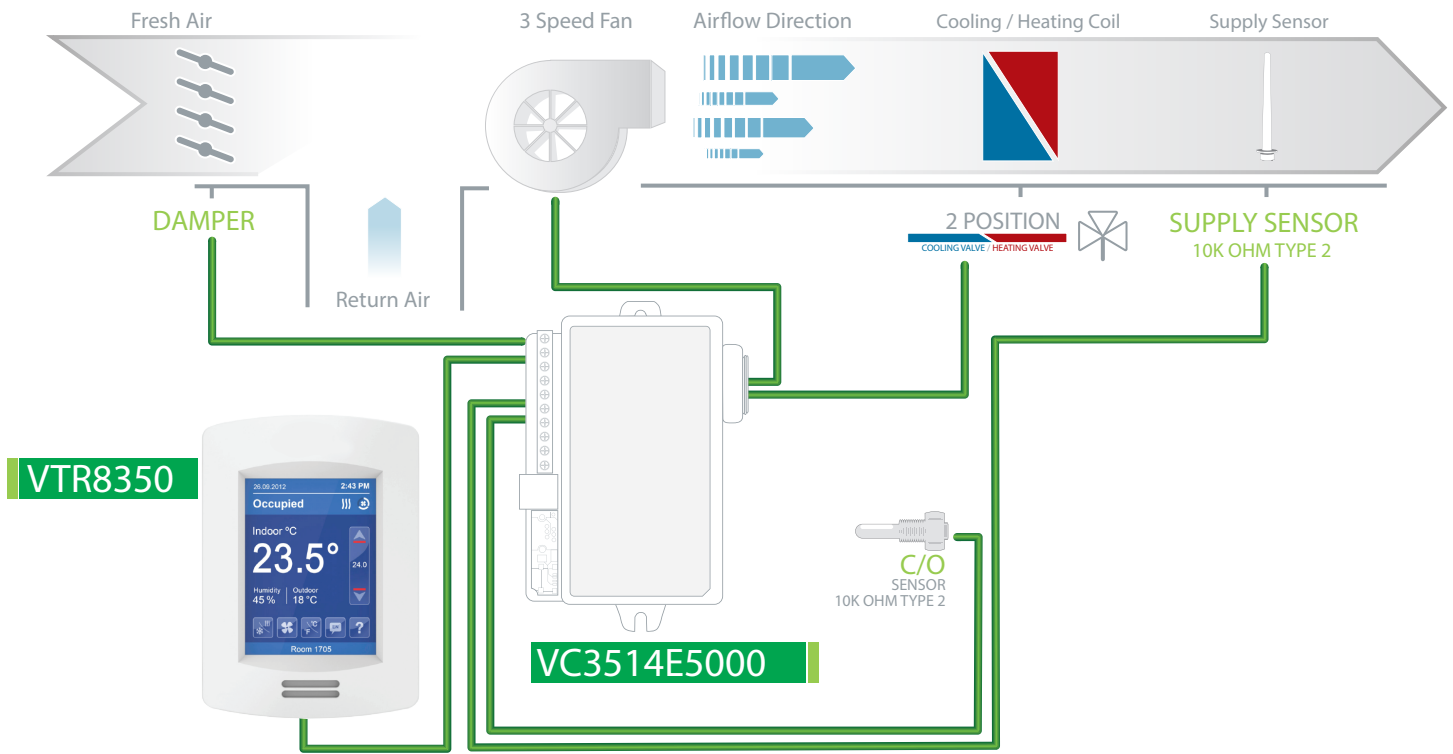 Fresh Air
3 Speed Fan
Airflow Direction
Cooling / Heating Coil
Supply Sensor
DAMPER
Return Air
2 POSITION
COOLING VALVE / HEATING VALVE
SUPPLY SENSOR
10K OHM TYPE 2
VTR8350
26.09.2012
2:43 PM
Occupied
Indoor °C
23.5°
24.0
Humidity
45 %
Outdoor
18 °C
°C
°F
?
Room 1705
C/O
SENSOR
10K OHM TYPE 2
VC3514E5000